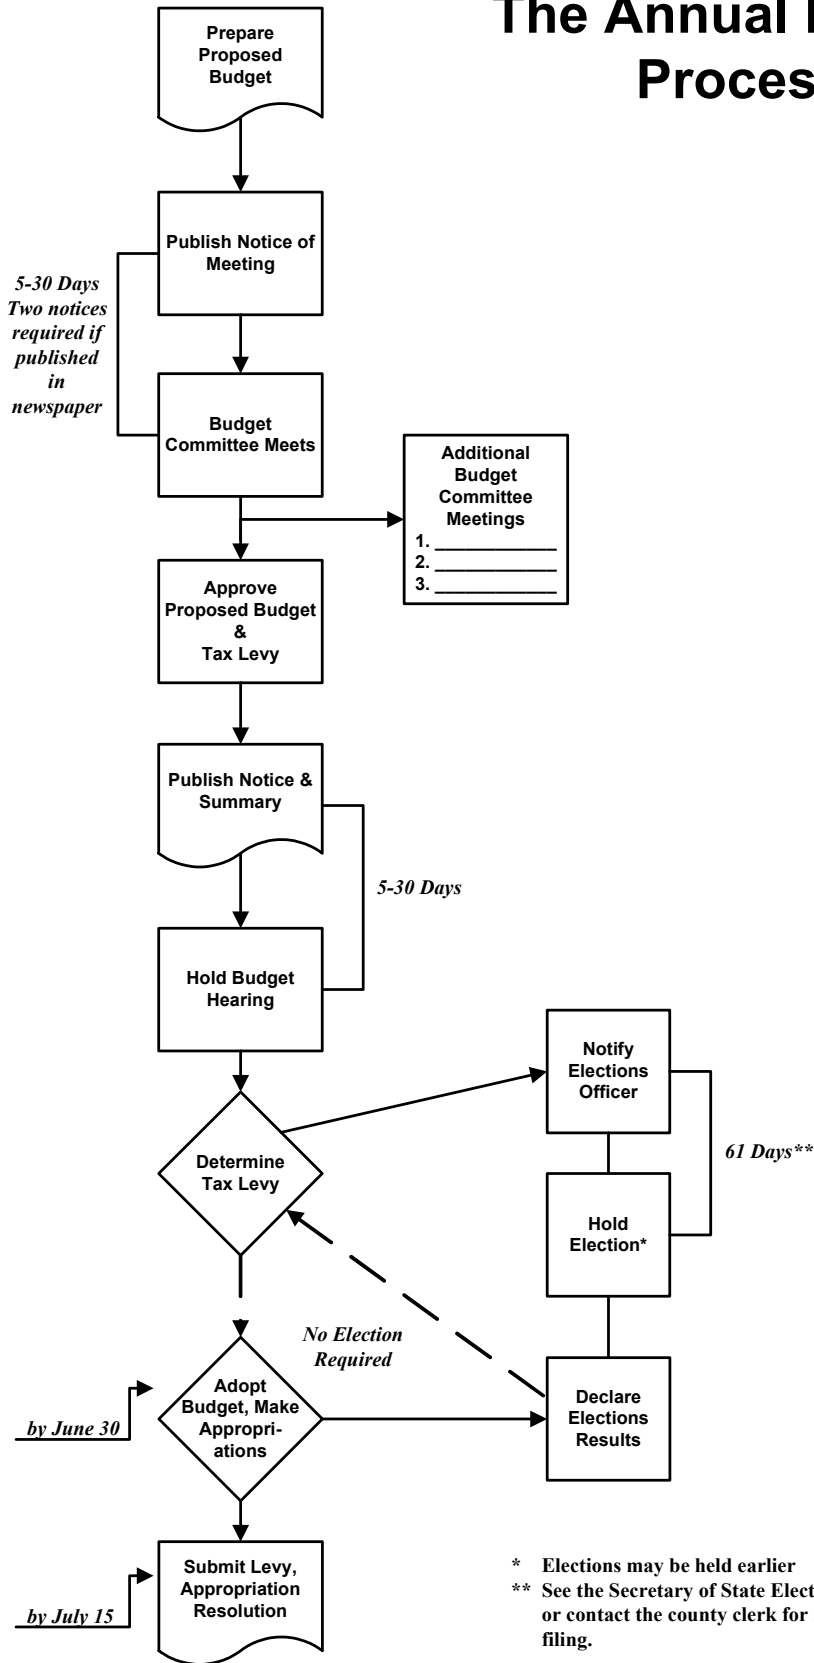 The Annual
Process
Prepare
Proposed
Budget
Publish Notice of
Meeting
5-30 Days
Two notices
required if
published
in
newspaper
Budget
Committee Meets
Additional
Budget
Committee
Meetings
1. _____________
2. _____________
3. _____________
Approve
Proposed Budget
&
Tax Levy
Publish Notice &
Summary
5-30 Days
Hold Budget
Hearing
Notify
Elections
Officer
61 Days**
Determine
Tax Levy
Hold
Election*
No Election
Required
by June 30
Adopt
Budget, Make
Appropri-
ations
Declare
Elections
Results
by July 15
Submit Levy,
Appropriation
Resolution
* Elections may be held earlier
** See the Secretary of State
or contact the county clerk for
filing.